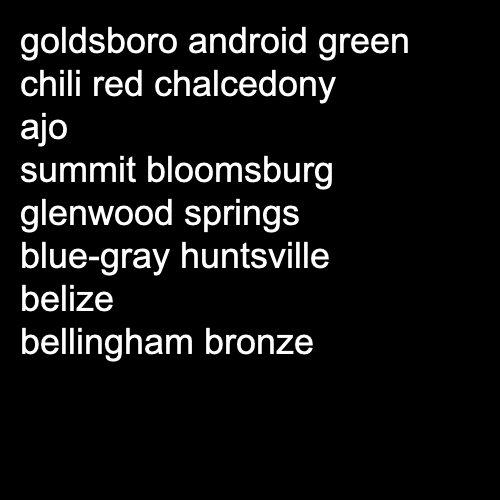 goldsboro android green
chili red chalcedony
ajo
summit bloomsburg
glenwood springs
blue-gray huntsville
belize
bellingham bronze